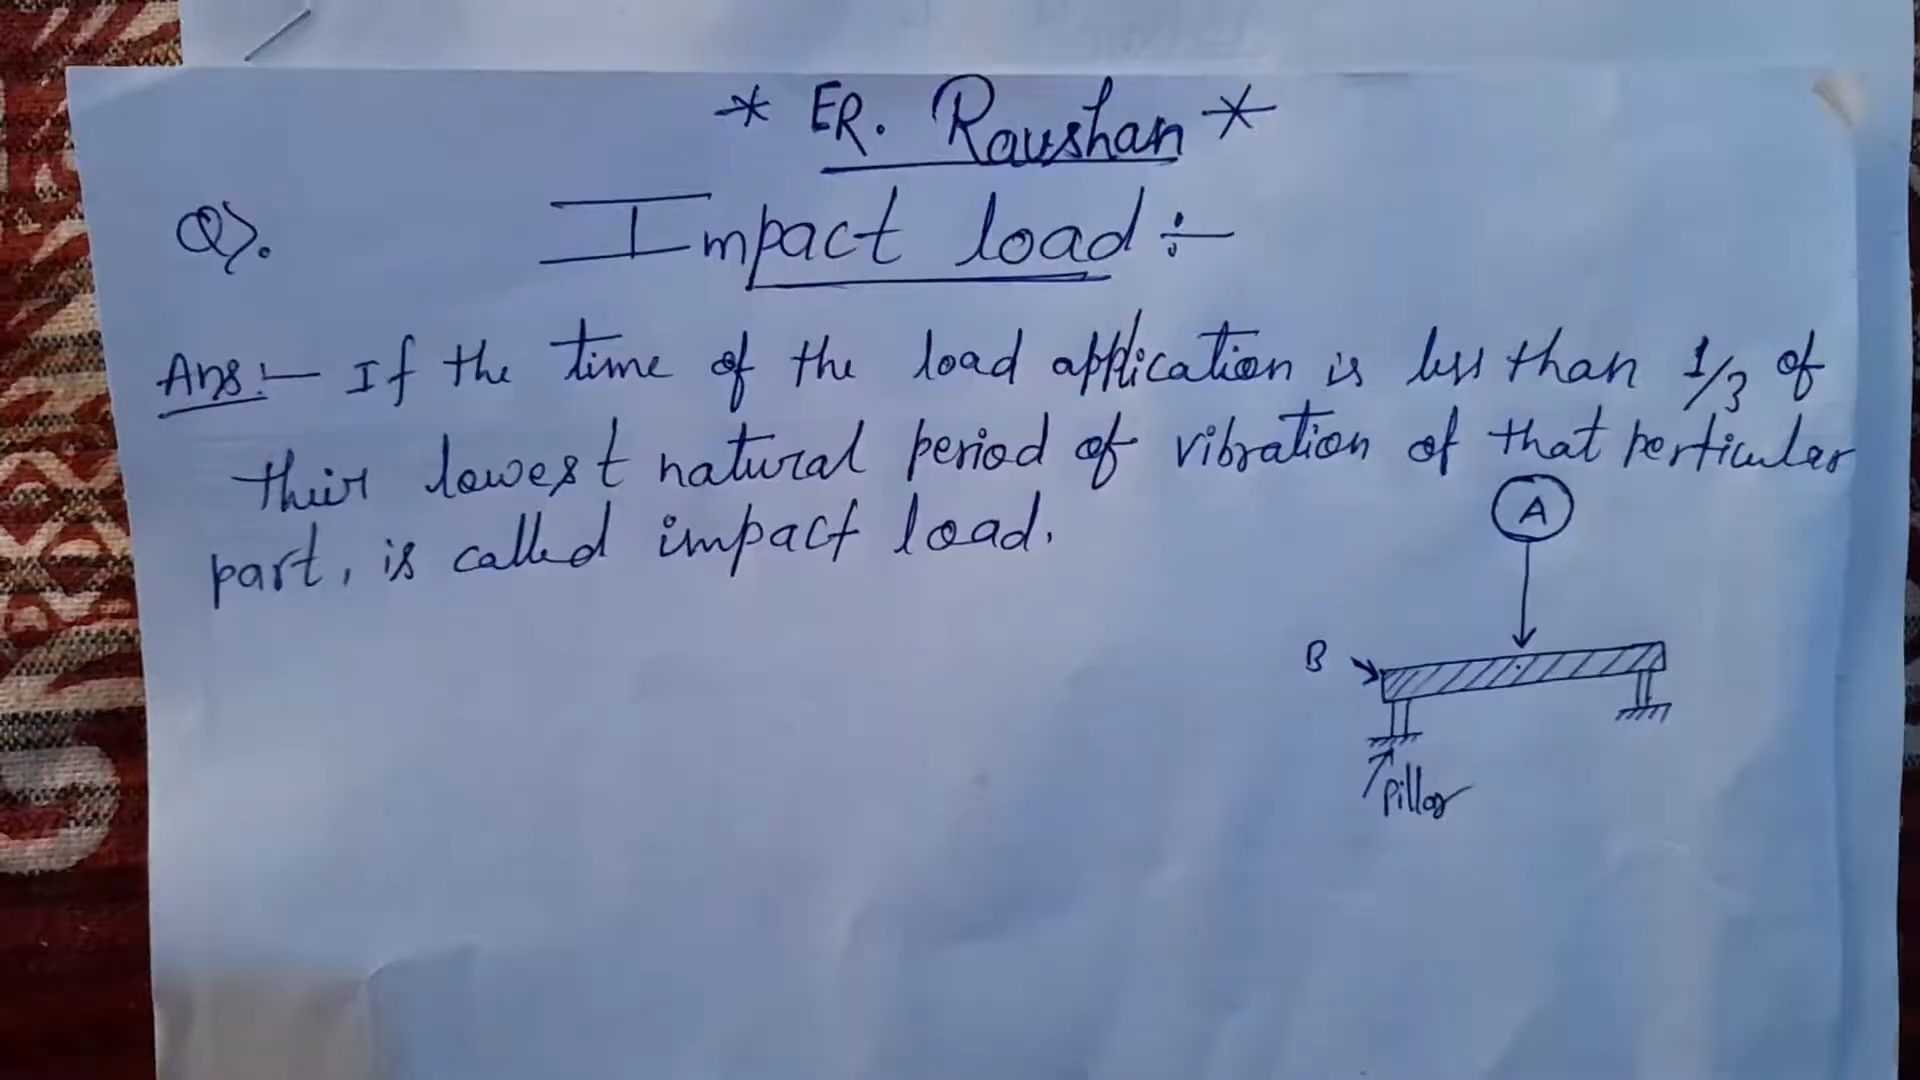 * ER. Raushan *
Q>. Impact load :-
Ans:- If the time of the load application is less than 1/3 of
their lowest natural period of vibration of that perticular
part, is called impact load.
A
B
Pillar